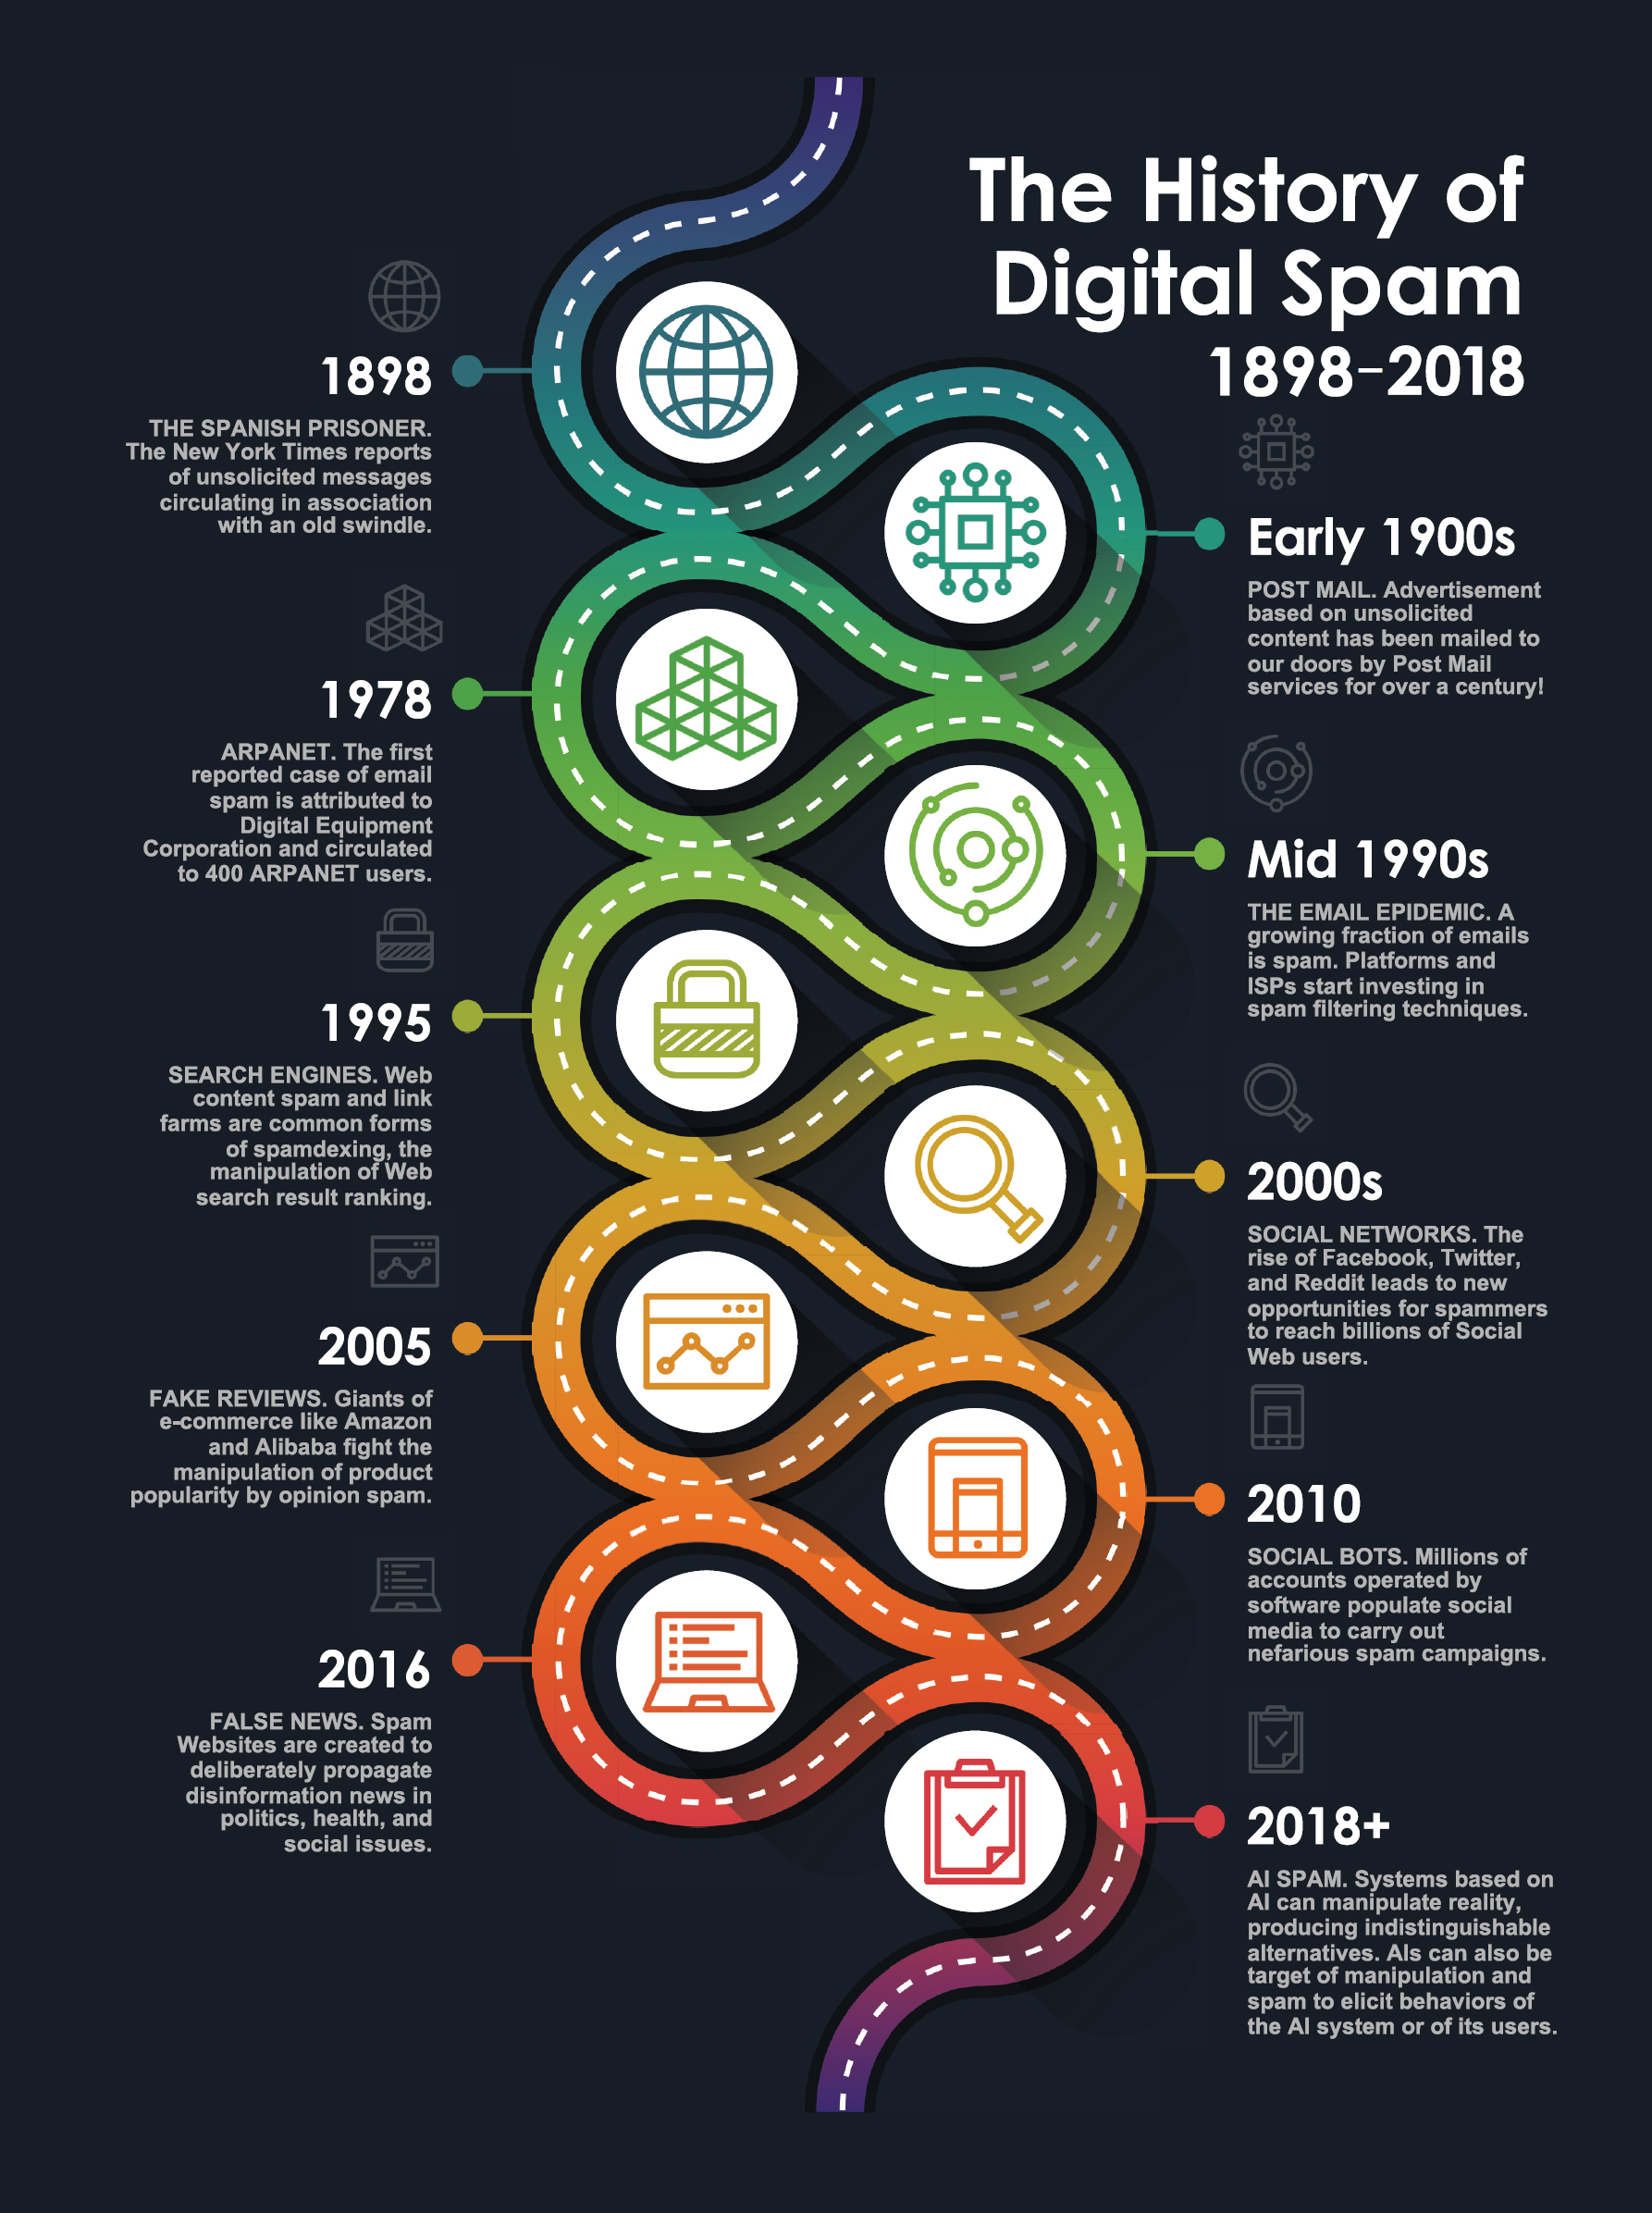 The History of
Digital Spam
1898–2018
1898
THE SPANISH PRISONER.
The New York Times reports
of unsolicited messages
circulating in association
with an old swindle.
Early 1900s
POST MAIL. Advertisement
based on unsolicited
content has been mailed to
our doors by Post Mail
services for over a century!
1978
ARPANET. The first
reported case of email
spam is attributed to
Digital Equipment
Corporation and circulated
to 400 ARPANET users.
Mid 1990s
THE EMAIL EPIDEMIC. A
growing fraction of emails
is spam. Platforms and
ISPs start investing in
spam filtering techniques.
1995
SEARCH ENGINES. Web
content spam and link
farms are common forms
of spamdexing, the
manipulation of Web
search result ranking.
2000s
SOCIAL NETWORKS. The
rise of Facebook, Twitter,
and Reddit leads to new
opportunities for spammers
to reach billions of Social
Web users.
2005
FAKE REVIEWS. Giants of
e-commerce like Amazon
and Alibaba fight the
manipulation of product
popularity by opinion spam.
2010
SOCIAL BOTS. Millions of
accounts operated by
software populate social
media to carry out
nefarious spam campaigns.
2016
FALSE NEWS. Spam
Websites are created to
deliberately propagate
disinformation news in
politics, health, and
social issues.
2018+
AI SPAM. Systems based on
AI can manipulate reality,
producing indistinguishable
alternatives. AIs can also be
target of manipulation and
spam to elicit behaviors of
the AI system or of its users.